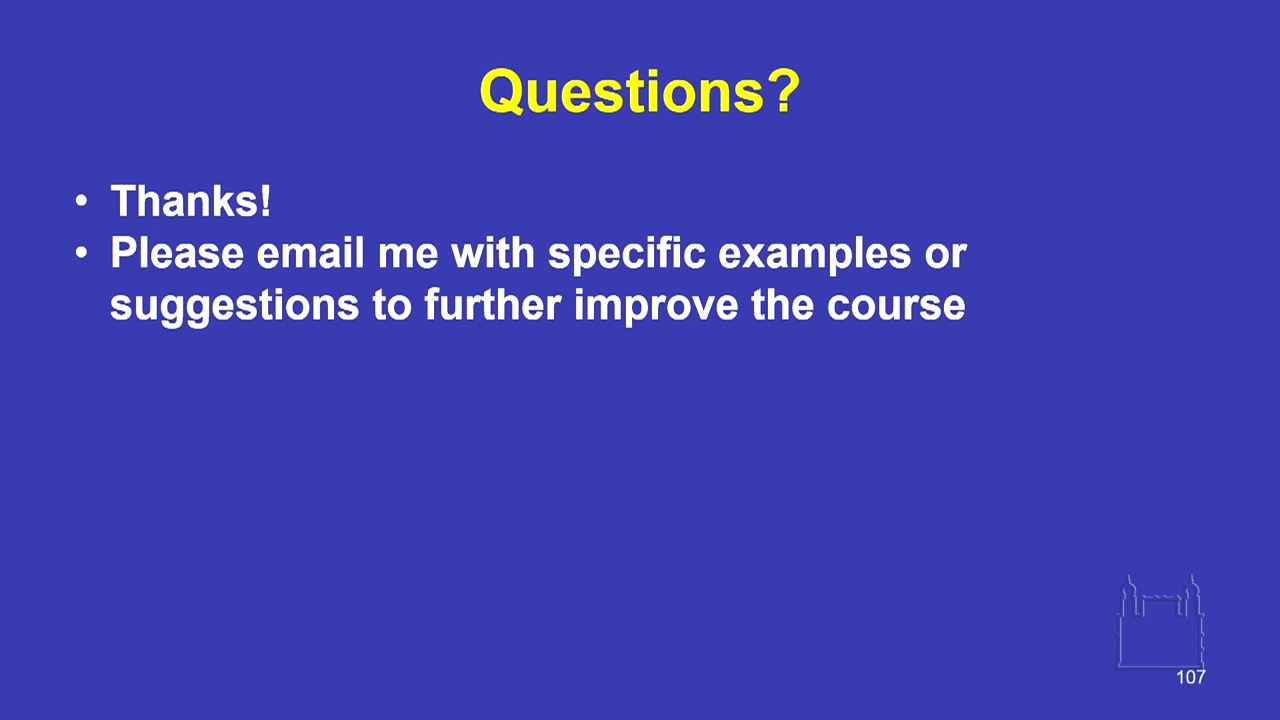 Questions?
• Thanks!
• Please email me with specific examples or
suggestions to further improve the course
107